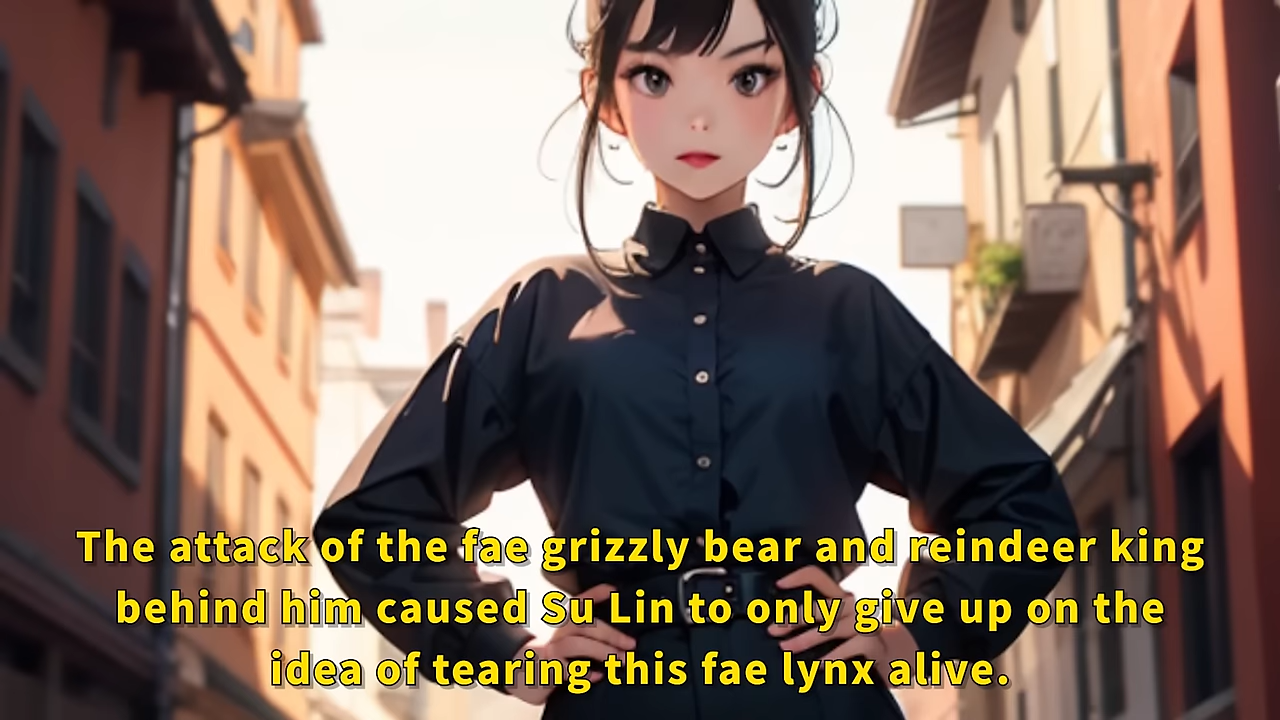 The attack of the fae grizzly bear and reindeer king
behind him caused Su Lin to only give up on the
idea of tearing this fae lynx alive.